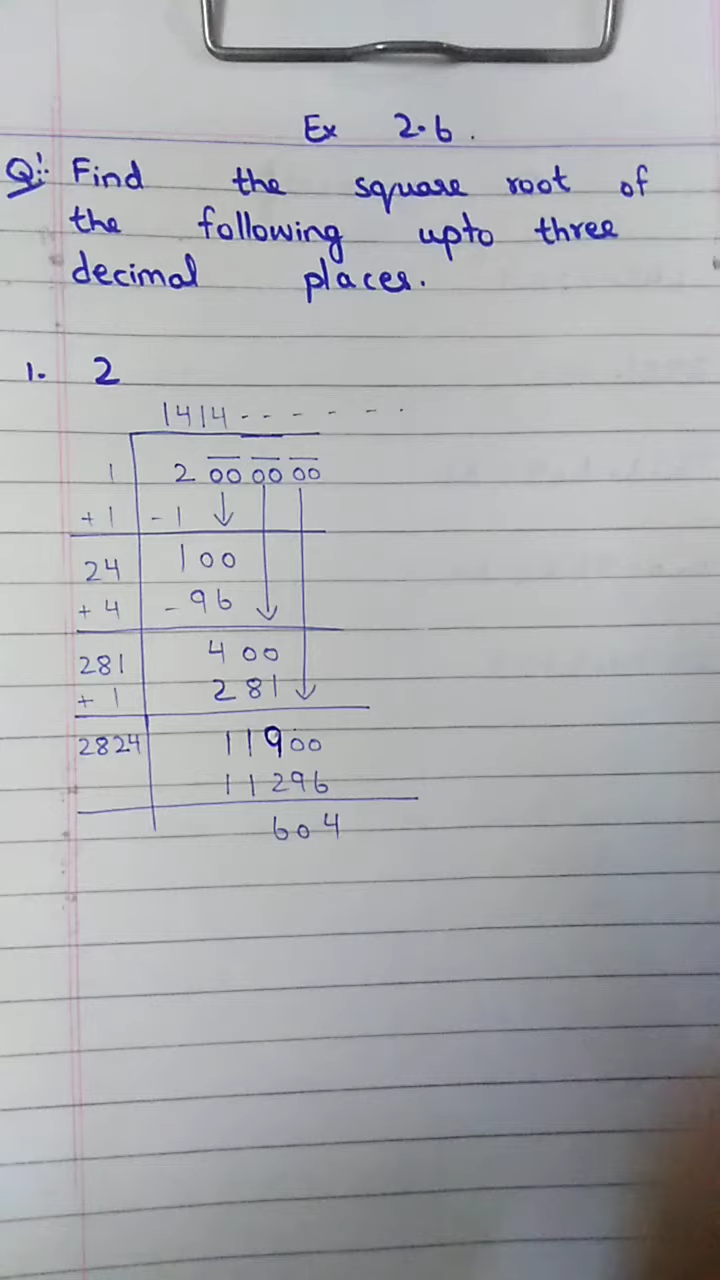 Ex 2.6.
Q:- Find the square root of
the following upto three
decimal places.
1. 2
1414 - - - - - .
1 2 00 00 00
+ 1 - 1
24 100
+ 4 - 96
281 400
+ 1 281
2824 11900
11296
604